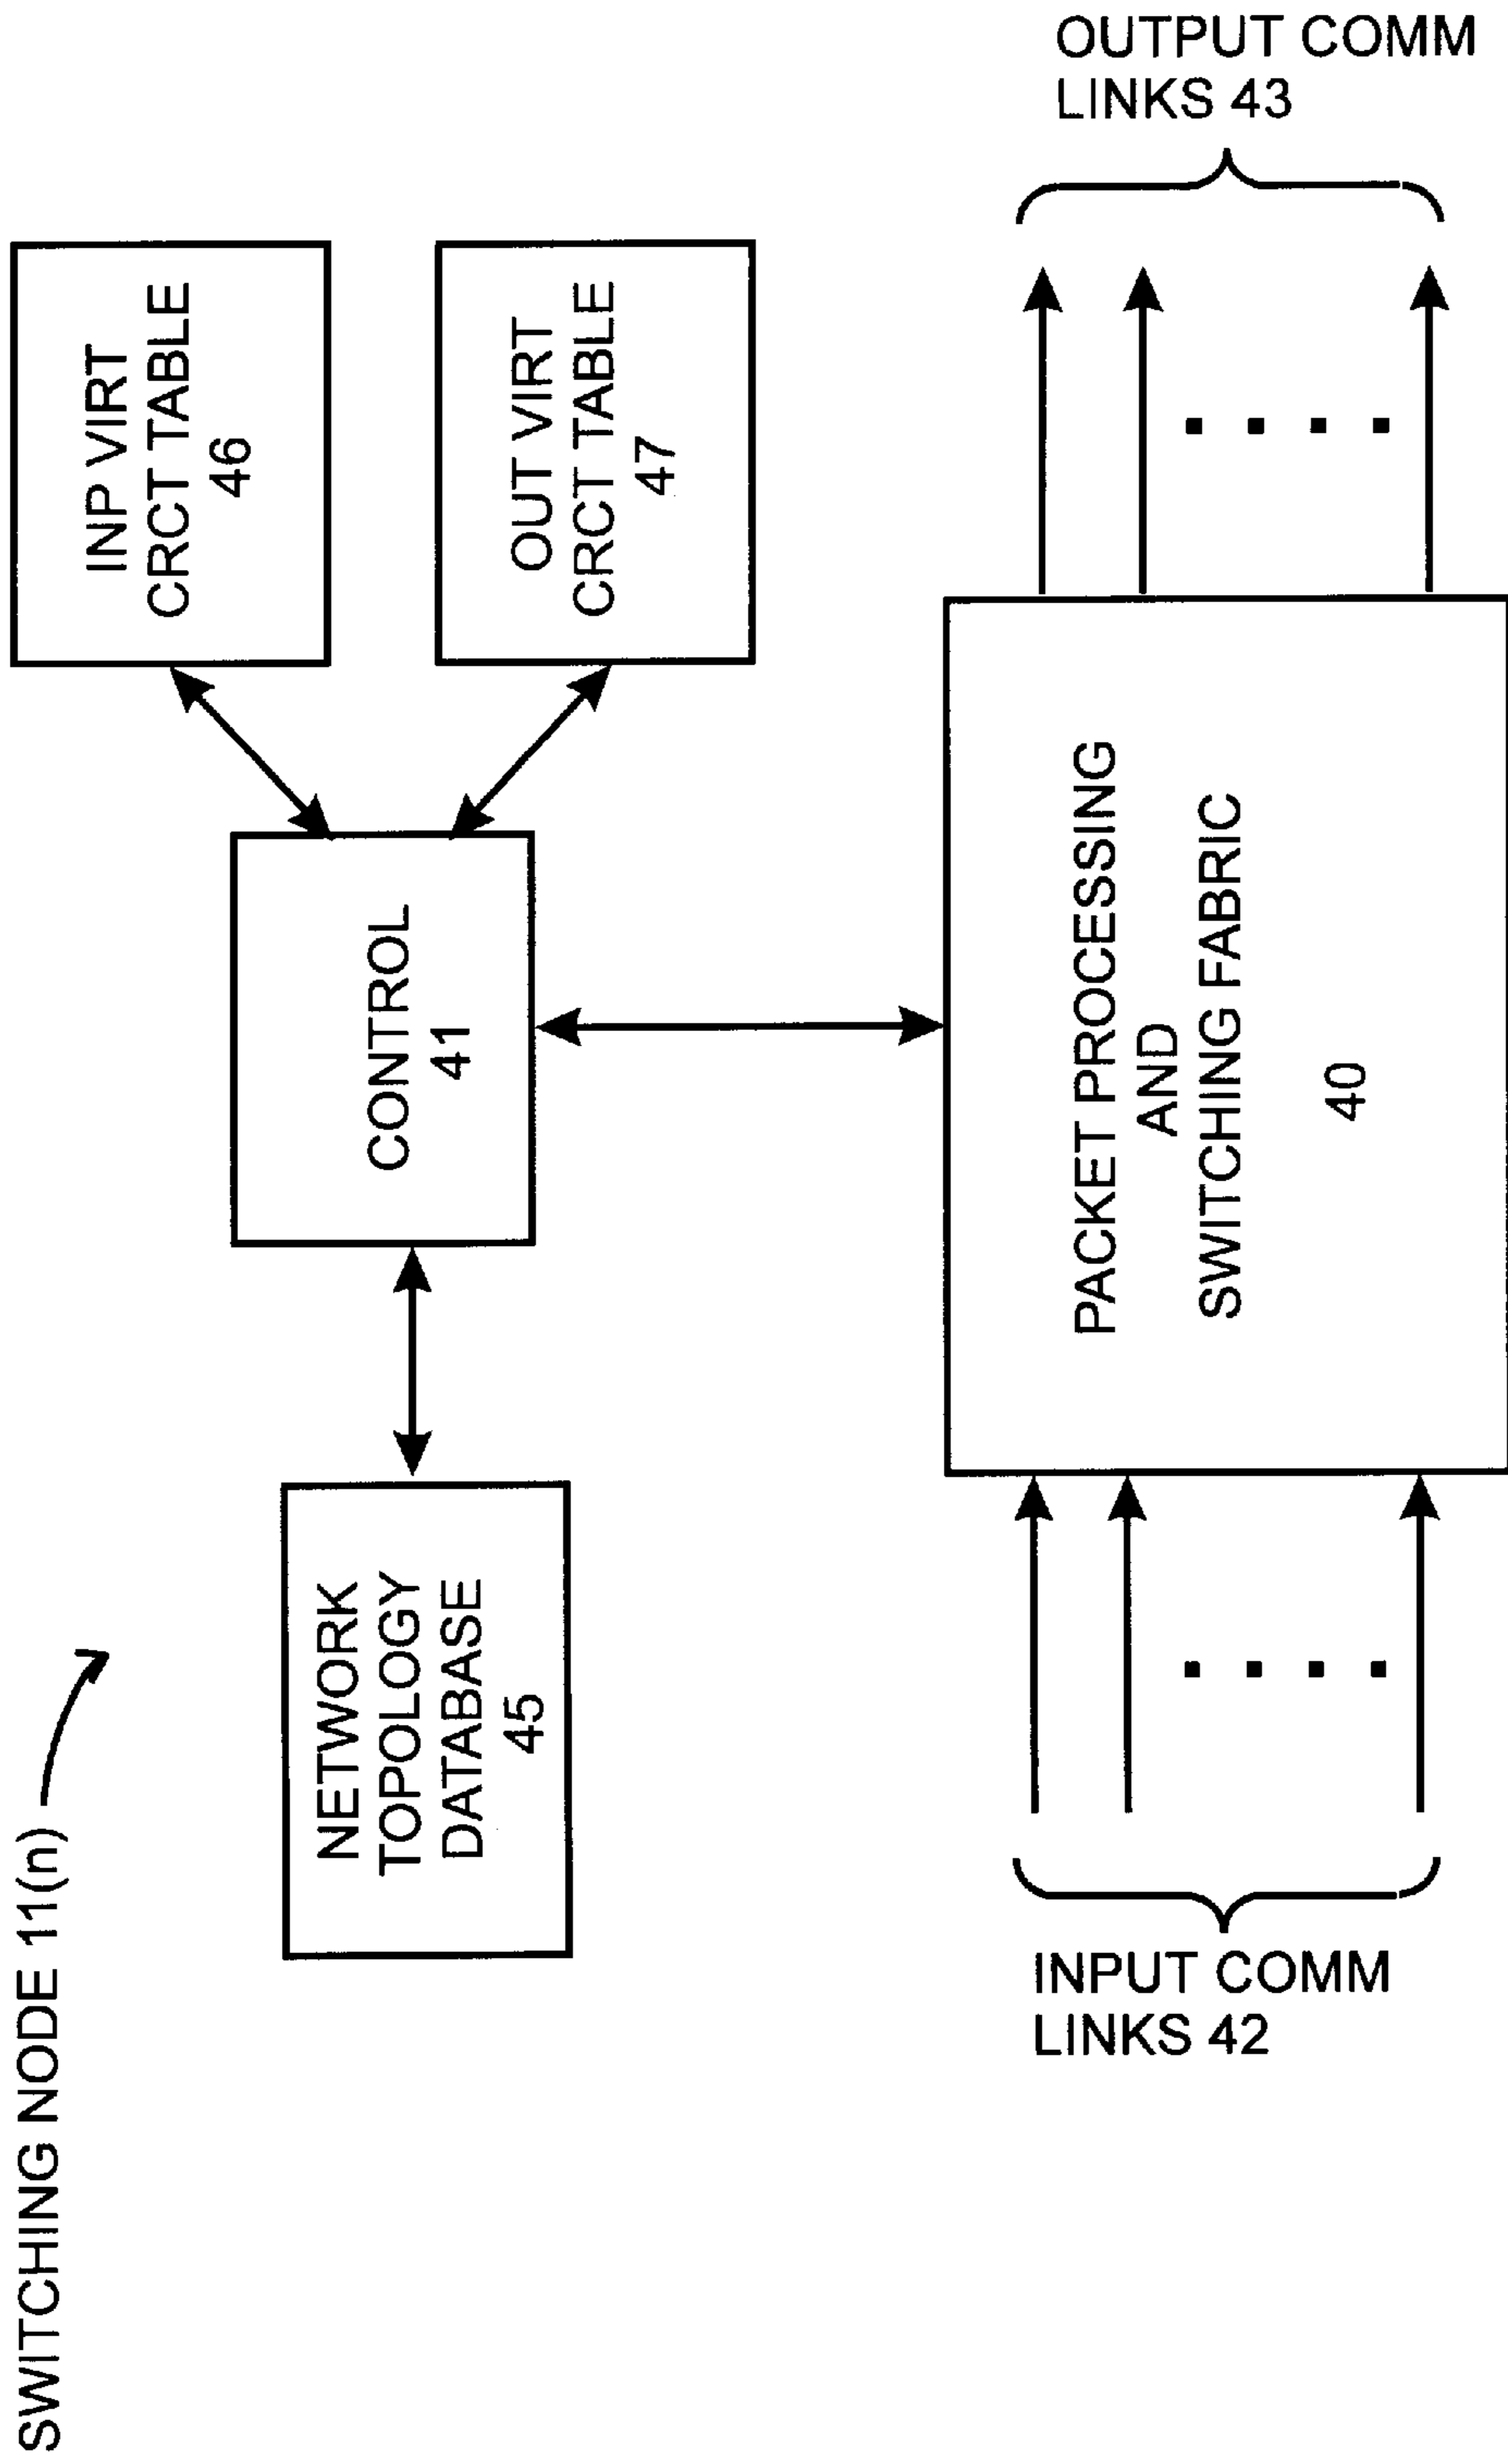 SWITCHING NODE 11(n)
NETWORK
TOPOLOGY
DATABASE
45
CONTROL
41
INP VIRT
CRCT TABLE
46
OUT VIRT
CRCT TABLE
47
INPUT COMM
LINKS 42
PACKET PROCESSING
AND
SWITCHING FABRIC
40
OUTPUT COMM
LINKS 43